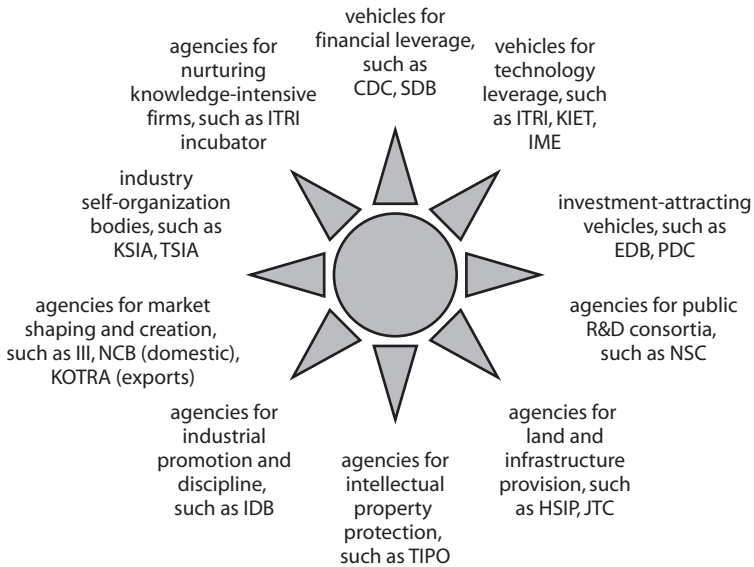 vehicles for
financial leverage,
such as
CDC, SDB
vehicles for
technology
leverage, such
as ITRI, KIET,
IME
investment-attracting
vehicles, such as
EDB, PDC
agencies for public
R&D consortia,
such as NSC
agencies for
land and
infrastructure
provision, such
as HSIP, JTC
agencies for
intellectual
property
protection,
such as TIPO
agencies for
industrial
promotion and
discipline,
such as IDB
agencies for market
shaping and creation,
such as III, NCB (domestic),
KOTRA (exports)
industry
self-organization
bodies, such as
KSIA, TSIA
agencies for
nurturing
knowledge-intensive
firms, such as ITRI
incubator